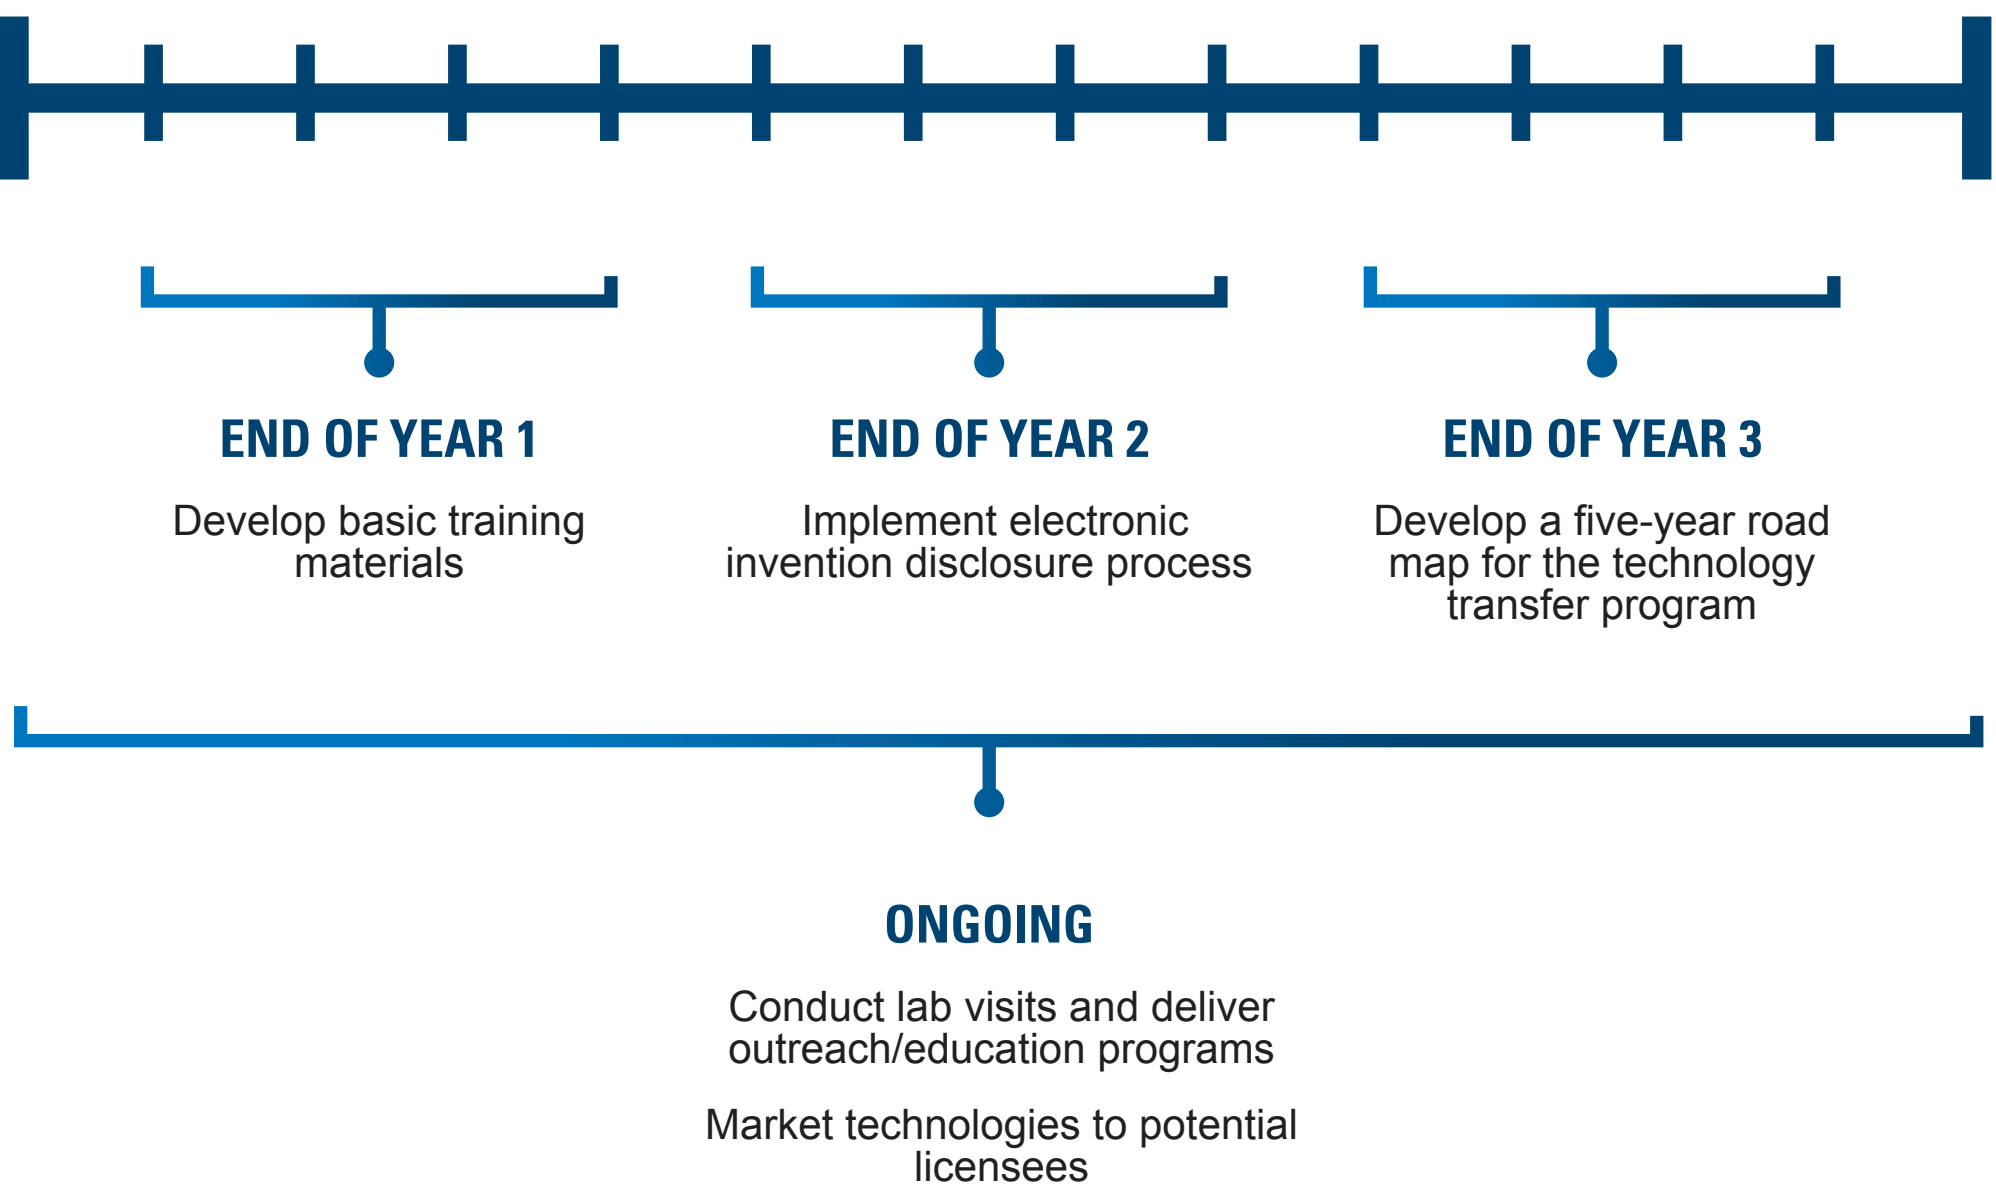 END OF YEAR 1
Develop basic training
materials
END OF YEAR 2
Implement electronic
invention disclosure process
END OF YEAR 3
Develop a five-year road
map for the technology
transfer program
ONGOING
Conduct lab visits and deliver
outreach/education programs
Market technologies to potential
licensees